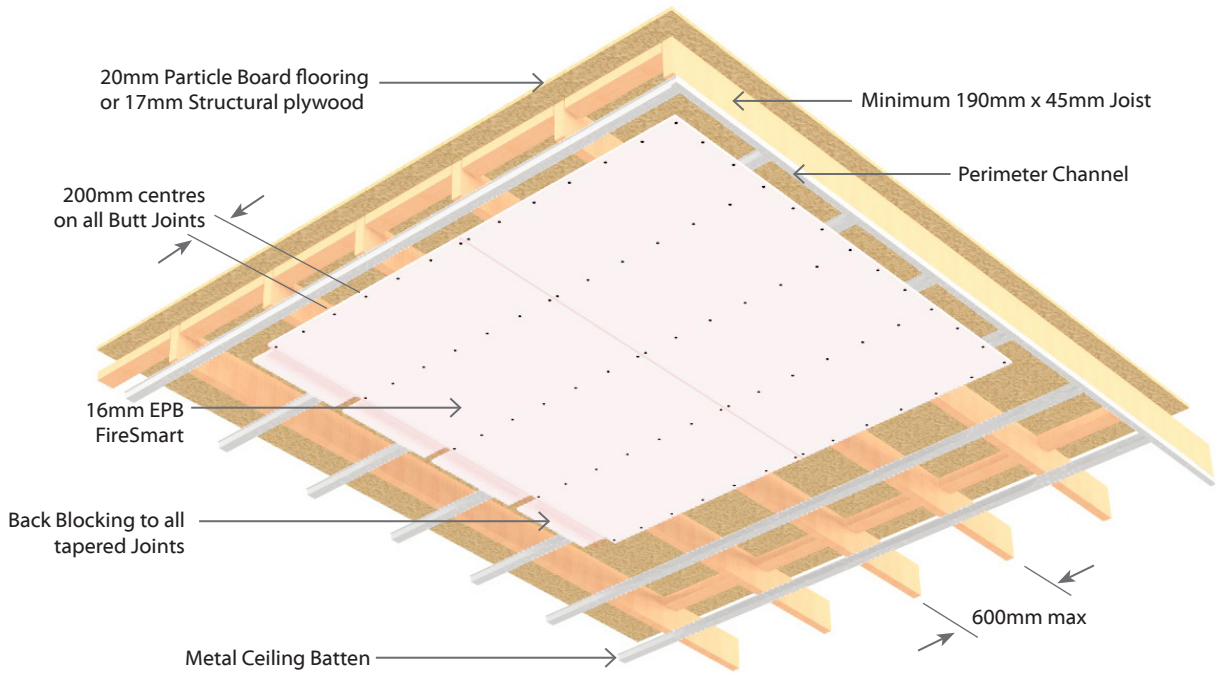 20mm Particle Board flooring
or 17mm Structural plywood
Minimum 190mm x 45mm Joist
Perimeter Channel
200mm centres
on all Butt Joints
16mm EPB
FireSmart
Back Blocking to all
tapered Joints
600mm max
Metal Ceiling Batten